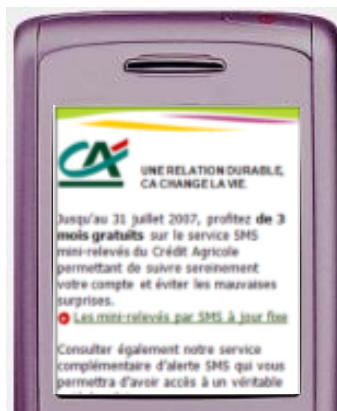 CA
UNE RELATION DURABLE,
CA CHANGE LA VIE.
Jusqu'au 31 juillet 2007, profitez de 3
mois gratuits sur le service SMS
mini-relevés du Crédit Agricole
permettant de suivre sereinement
votre compte et éviter les mauvaises
surprises.
Les mini-relevés par SMS à jour fixe
Consulter également notre service
complémentaire d'alerte SMS qui vous
permettra d'avoir accès à un véritable